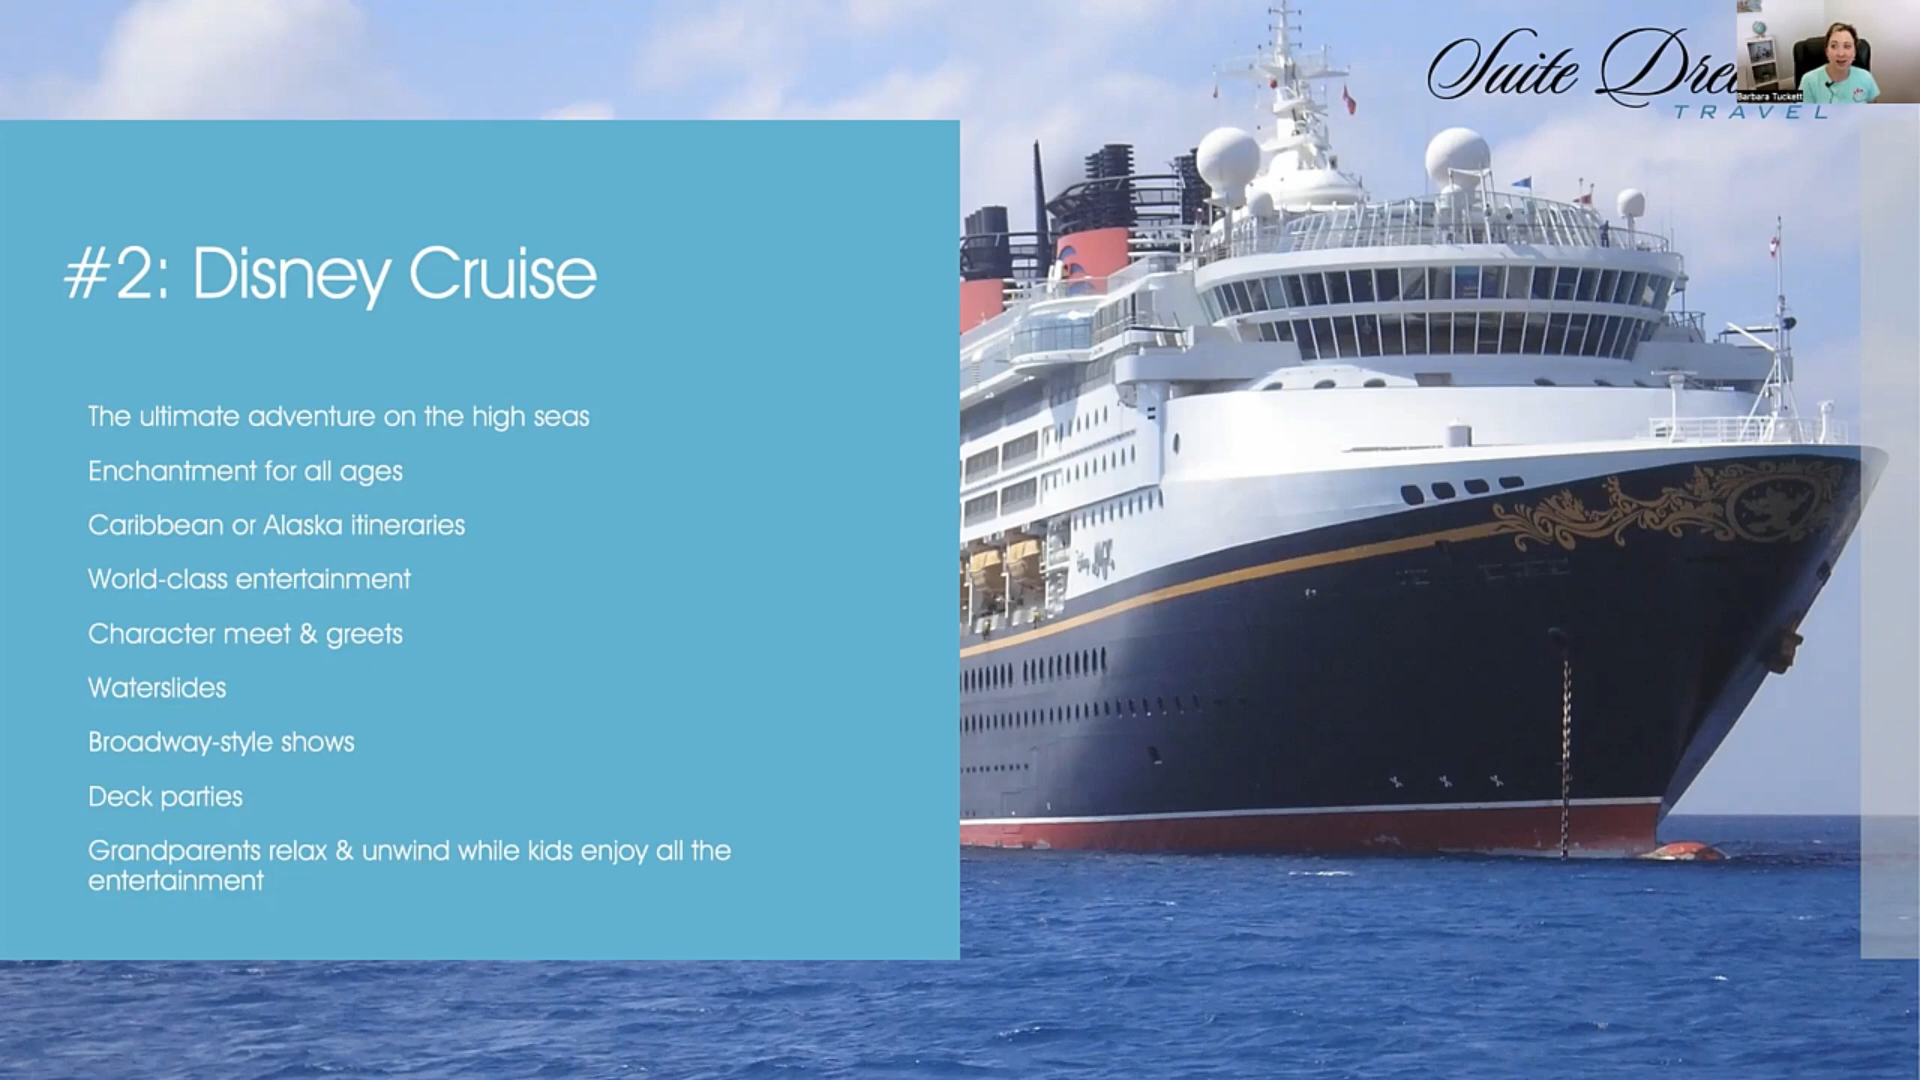 Suite Dre
TRAVEL
Barbara Tuckett
#2: Disney Cruise
The ultimate adventure on the high seas
Enchantment for all ages
Caribbean or Alaska itineraries
World-class entertainment
Character meet & greets
Waterslides
Broadway-style shows
Deck parties
Grandparents relax & unwind while kids enjoy all the
entertainment
Disney MAGIC